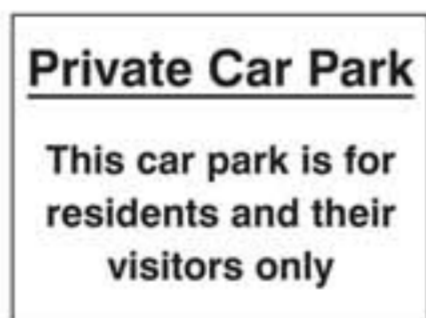 Private Car Park
This car park is for
residents and their
visitors only